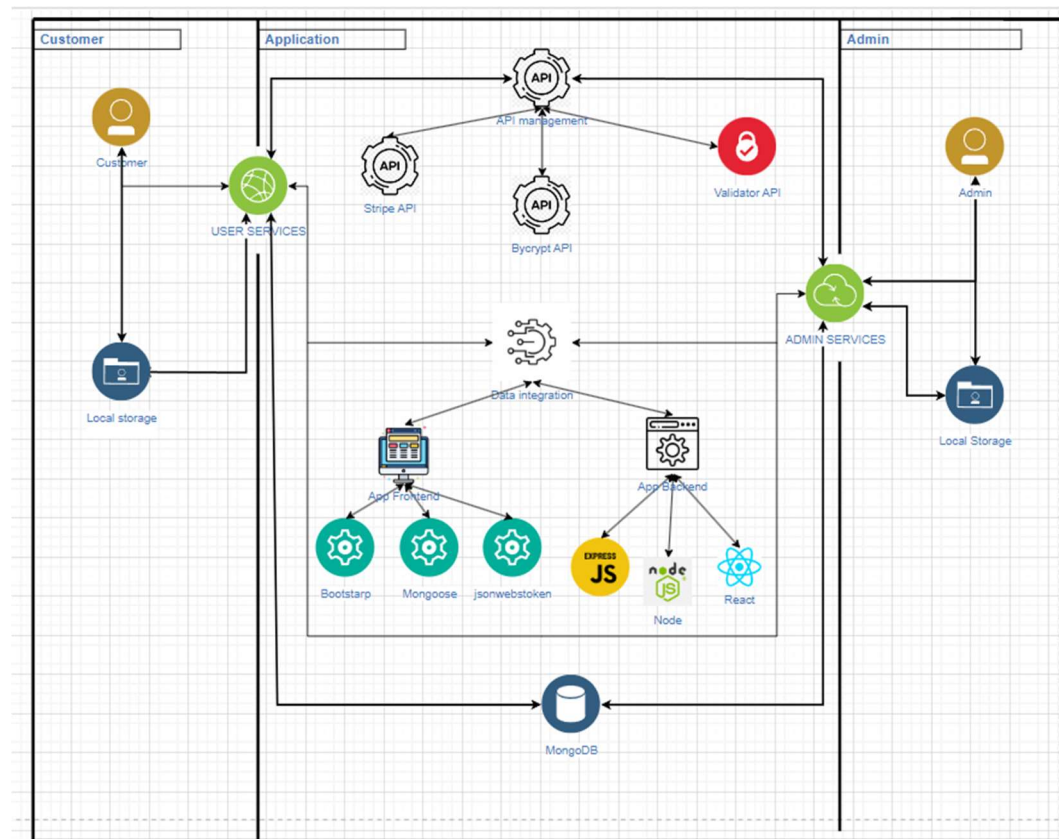 Customer
Application
Admin
API
API management
Customer
API
Stripe API
Validator API
Admin
USER SERVICES
API
Bycrypt API
ADMIN SERVICES
Data integration
Local storage
Local Storage
App Frontend
App Backend
EXPRESS
JS
node
JS
Bootstarp
Mongoose
jsonwebstoken
React
Node
MongoDB